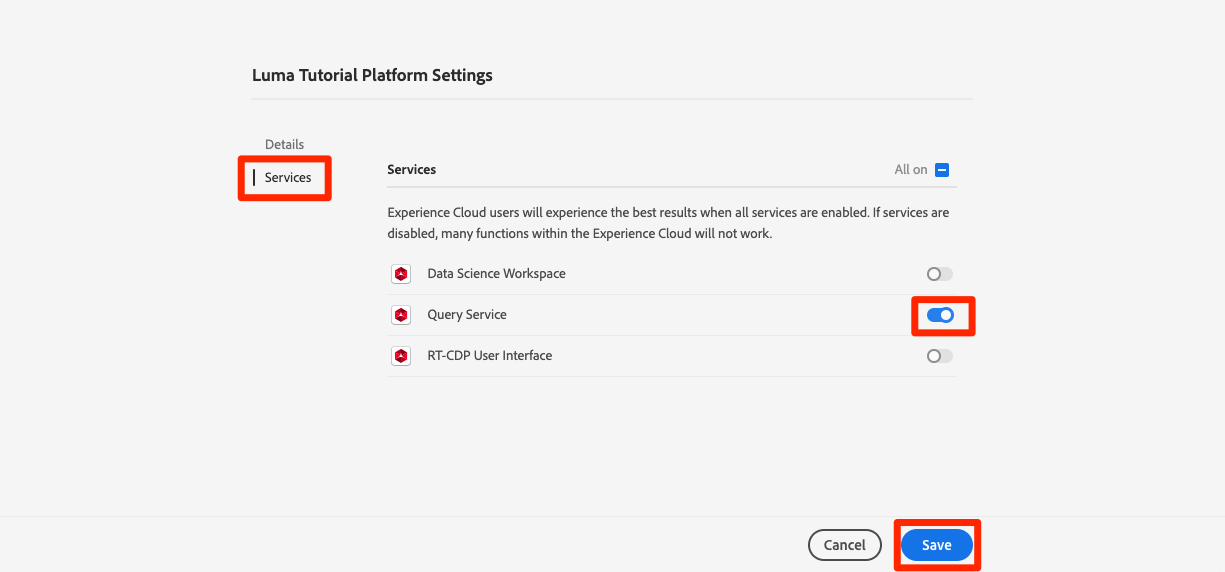 Luma Tutorial Platform Settings
Details
Services
Services
All on
Experience Cloud users will experience the best results when all services are enabled. If services are
disabled, many functions within the Experience Cloud will not work.
Data Science Workspace
Query Service
RT-CDP User Interface
Cancel
Save